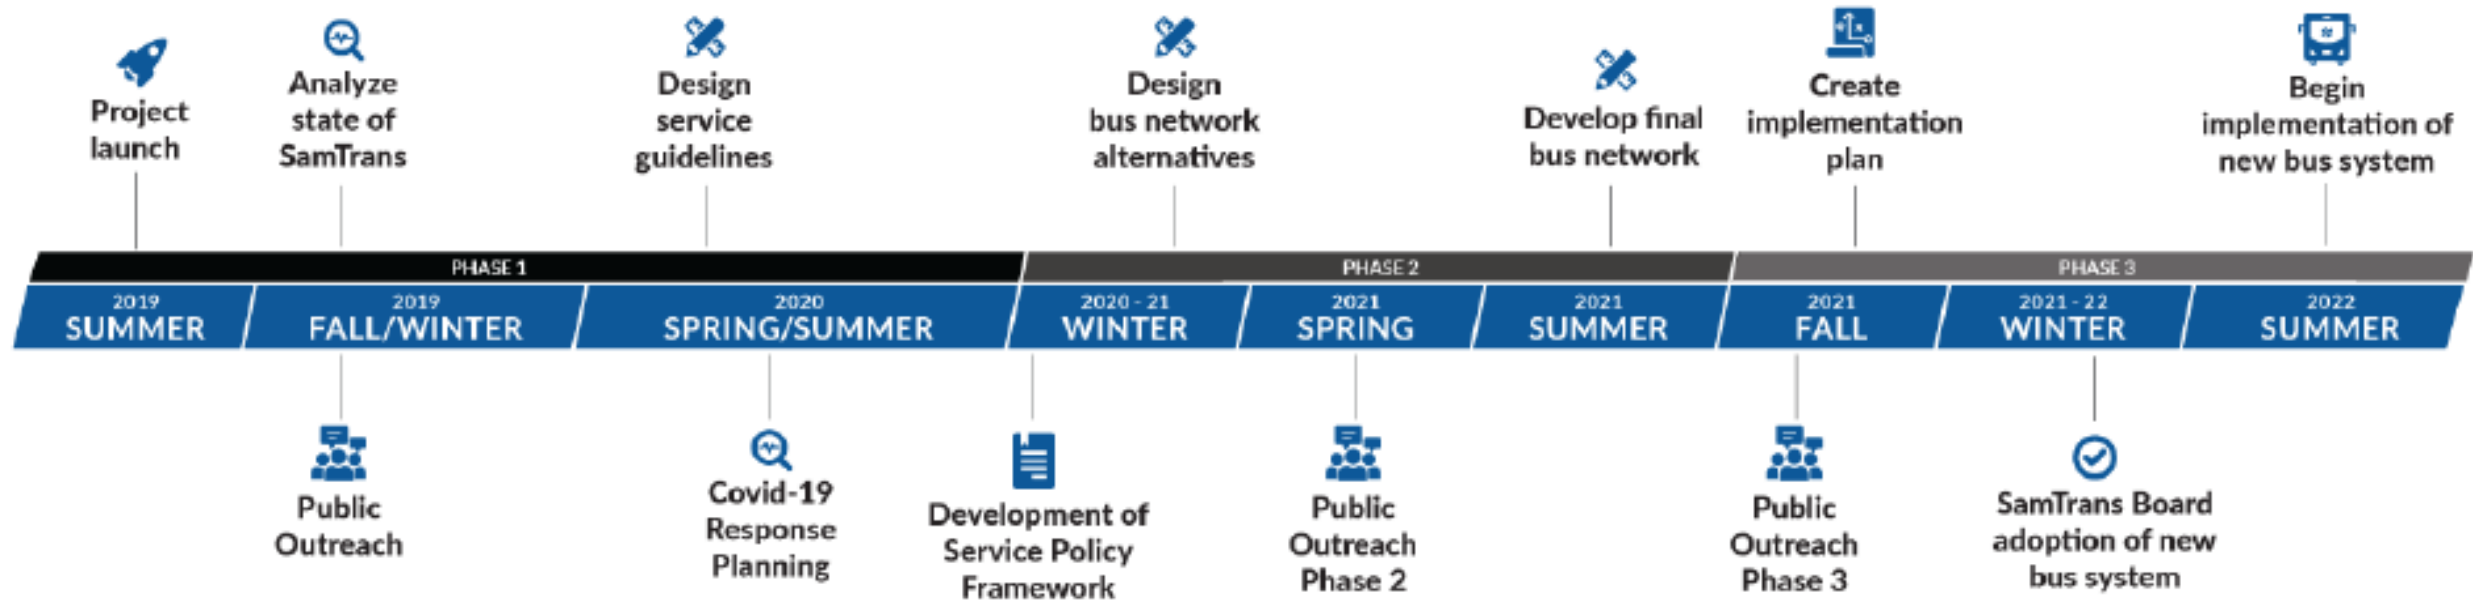 Project
launch
Analyze
state of
SamTrans
Design
service
guidelines
Design
bus network
alternatives
Develop final
bus network
Create
implementation
plan
Begin
implementation of
new bus system
PHASE 1
PHASE 2
PHASE 3
2019
SUMMER
2019
FALL/WINTER
2020
SPRING/SUMMER
2020 - 21
WINTER
2021
SPRING
2021
SUMMER
2021
FALL
2021 - 22
WINTER
2022
SUMMER
Public
Outreach
Covid-19
Response
Planning
Development of
Service Policy
Framework
Public
Outreach
Phase 2
Public
Outreach
Phase 3
SamTrans Board
adoption of new
bus system